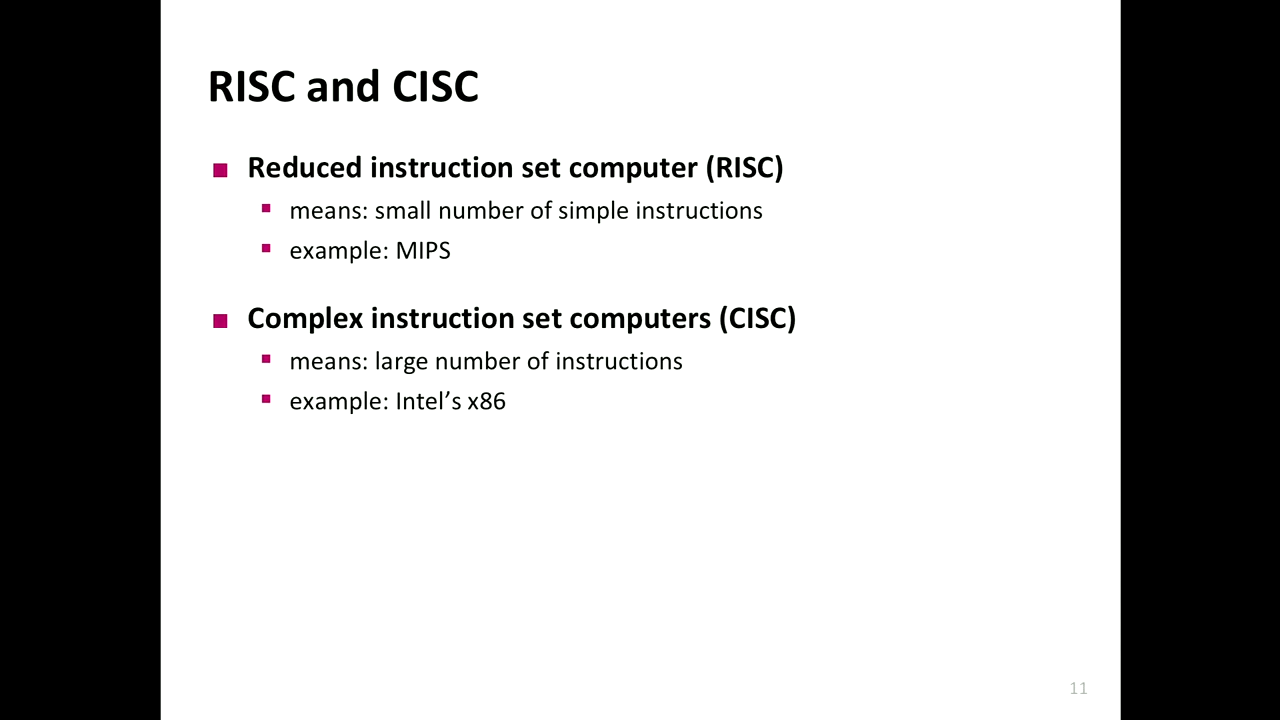 RISC and CISC
Reduced instruction set computer (RISC)
means: small number of simple instructions
example: MIPS
Complex instruction set computers (CISC)
means: large number of instructions
example: Intel’s x86
11